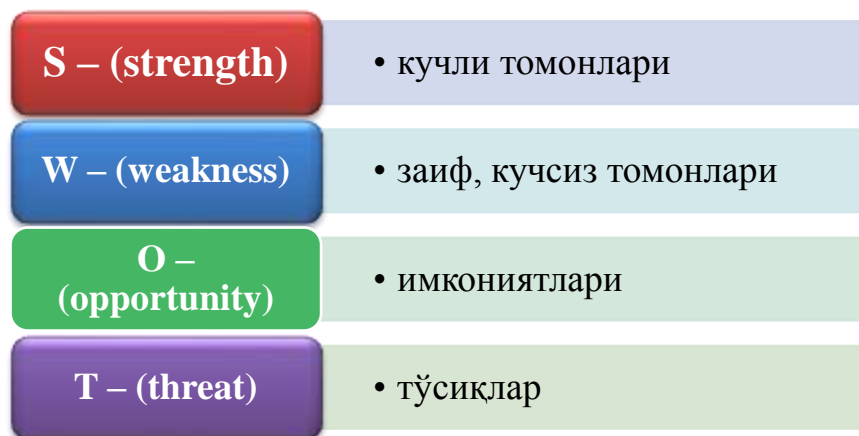 S – (strength)
• кучли томонлари
W – (weakness)
• заиф, кучсиз томонлари
O –
(opportunity)
• имкониятлари
T – (threat)
• тўсиқлар